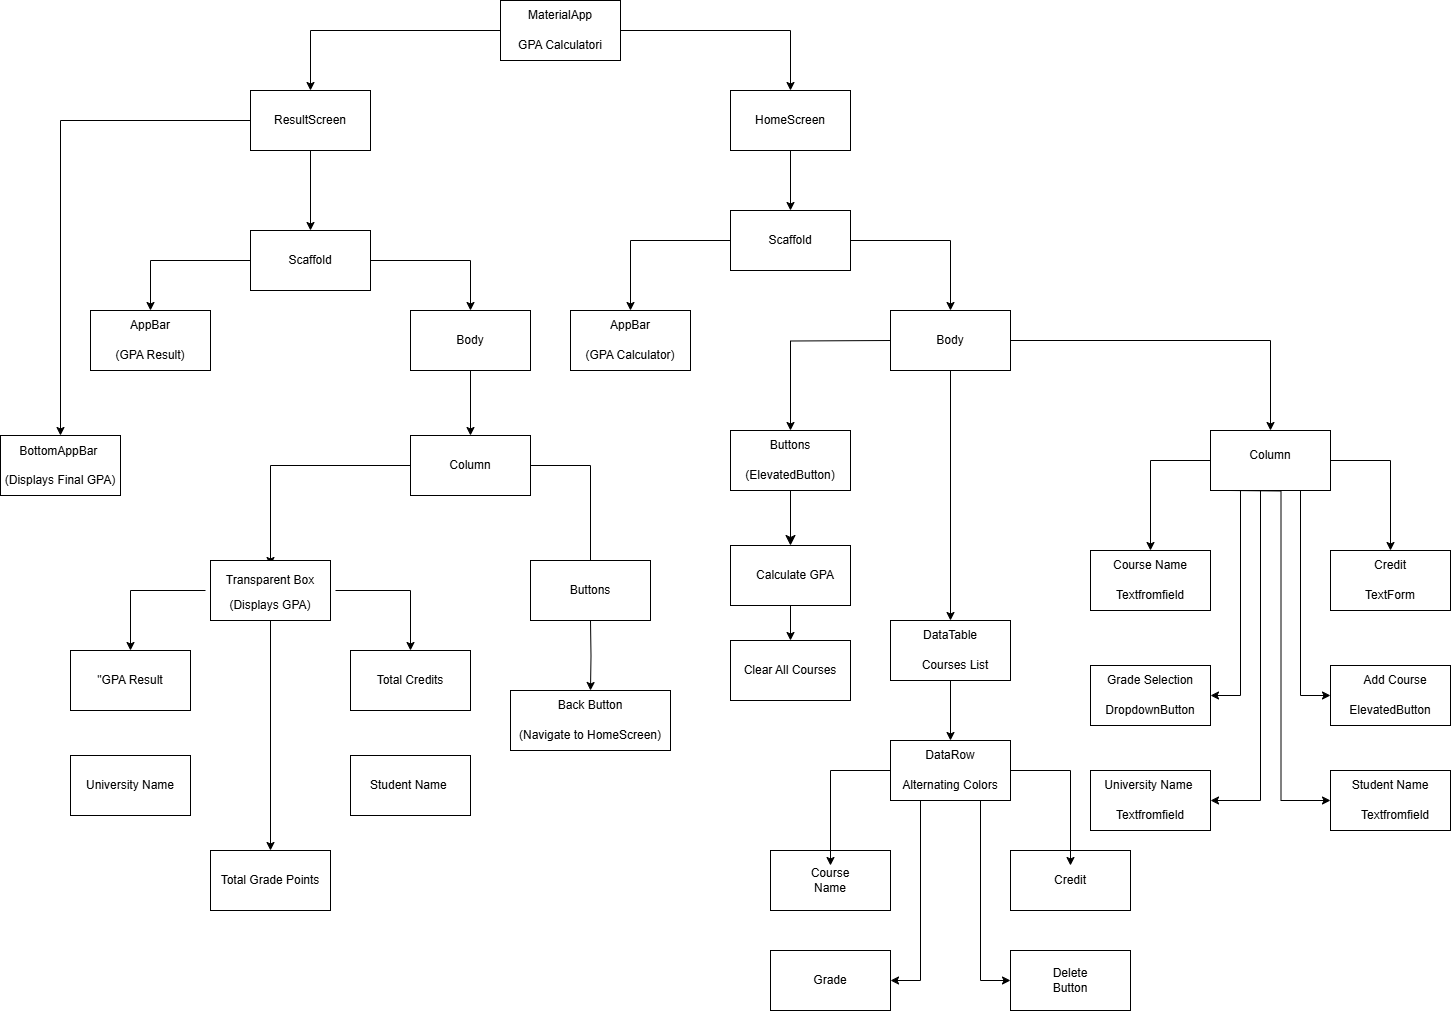 MaterialApp
GPA Calculatori
ResultScreen
HomeScreen
Scaffold
Scaffold
AppBar
(GPA Result)
Body
AppBar
(GPA Calculator)
Body
BottomAppBar
(Displays Final GPA)
Column
Buttons
(ElevatedButton)
Column
Transparent Box
(Displays GPA)
Buttons
Calculate GPA
Course Name
Textfromfield
Credit
TextForm
"GPA Result
Total Credits
Back Button
(Navigate to HomeScreen)
Clear All Courses
DataTable
Courses List
Grade Selection
DropdownButton
Add Course
ElevatedButton
University Name
Student Name
DataRow
Alternating Colors
University Name
Textfromfield
Student Name
Textfromfield
Total Grade Points
Course
Name
Credit
Grade
Delete
Button